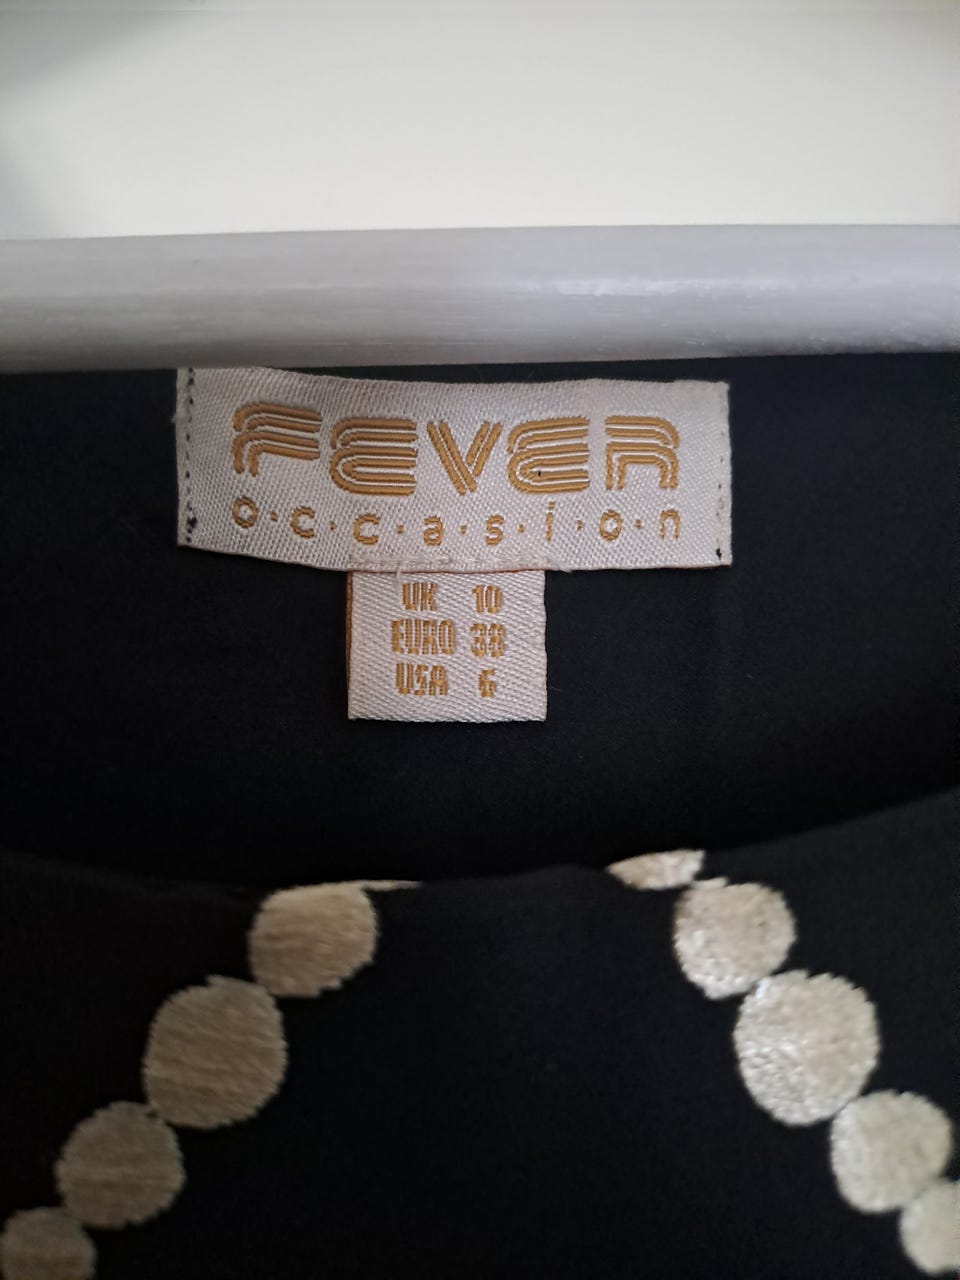 FEVER
o·c·c·a·s·i·o·n
UK 10
EURO 38
USA 6